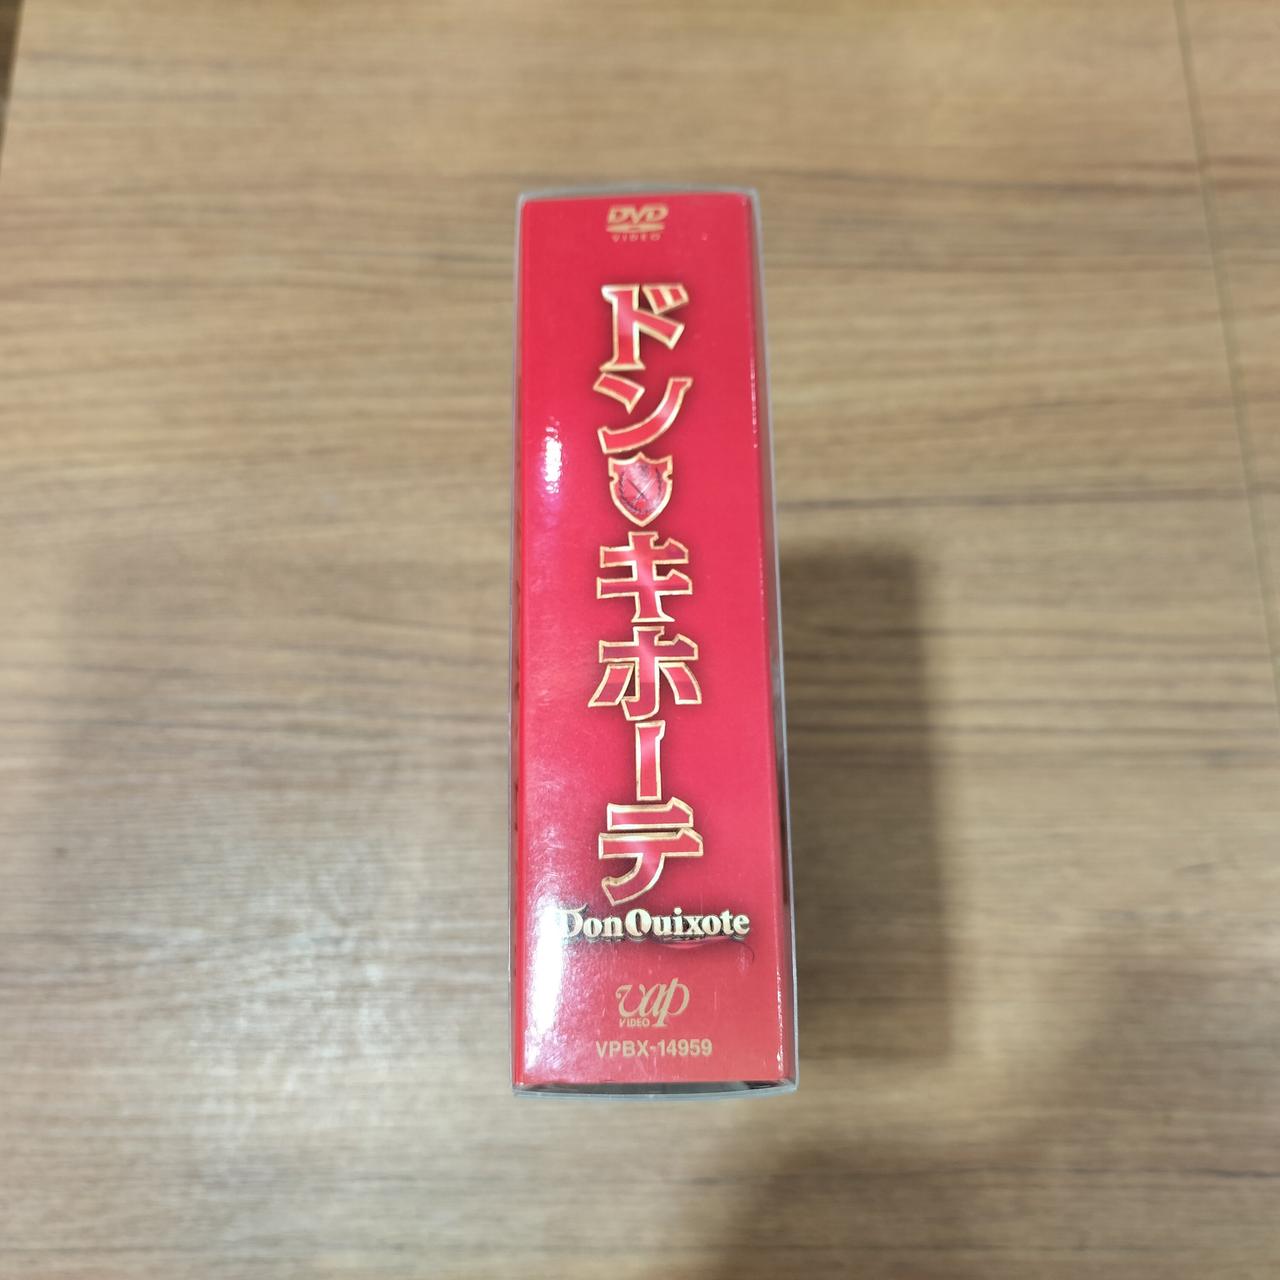 DVD
VIDEO
ドン
キホーテ
Don Quixote
vap
VIDEO
VPBX-14959